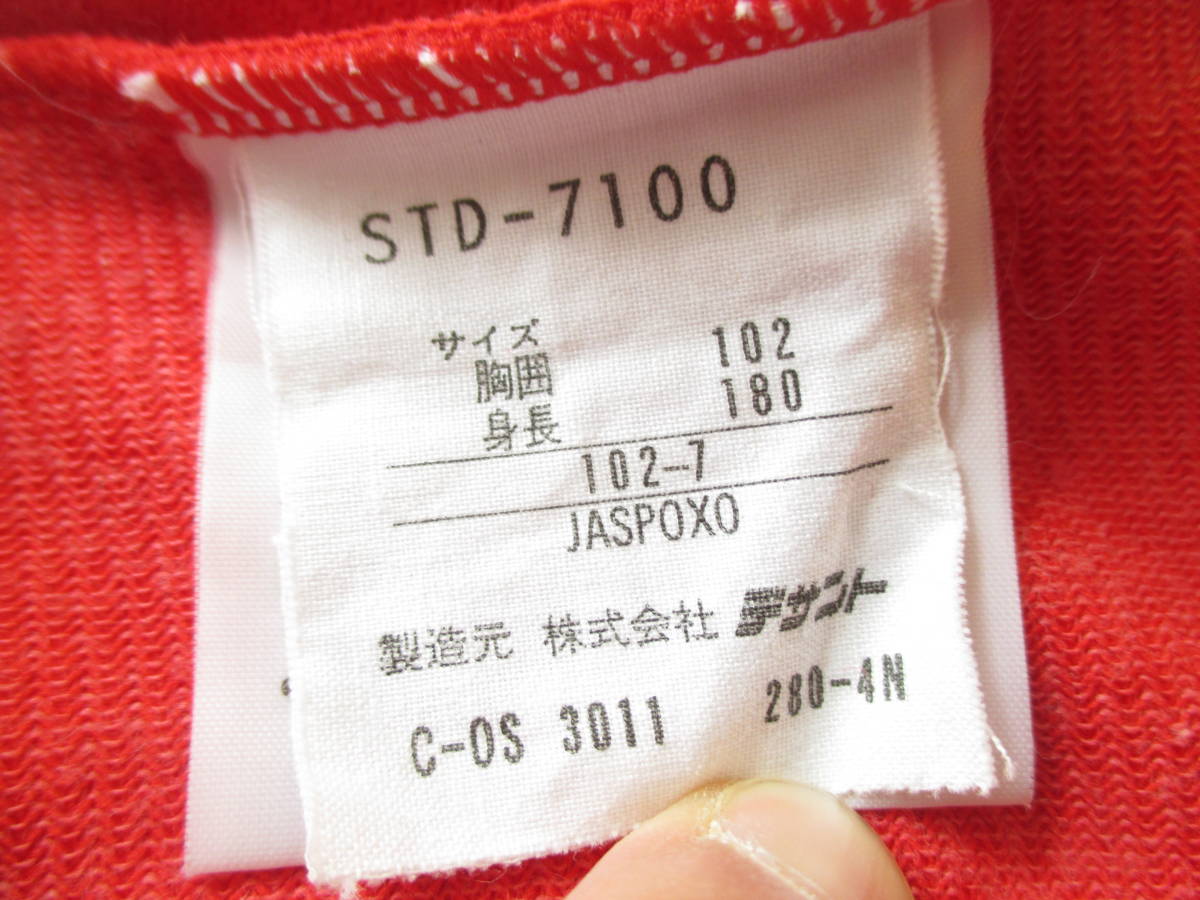 STD-7100
サイズ
胸囲 102
身長 180
102-7
JASPOXO
製造元 株式会社 デサント
C-OS 3011 280-4N